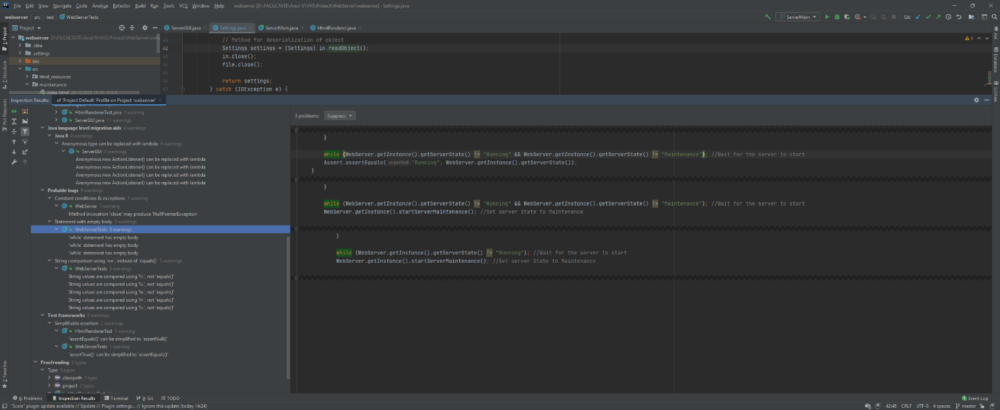 File Edit View Navigate Code Analyze Refactor Build Run Tools VCS Window Help webserver [D:\FACULTATE\Anul IV\VVS\Project\WebServer\webserver] - Settings.java
webserver src test WebServerTests ServerMain Git:
Project ServerGUI.java Settings.java ServerMain.java HtmlRenderer.java
1: Project
Z: Structure
Pull Requests
2: Favorites
Ant
Database
SciView
webserver D:\FACULTATE\Anul IV\VVS\Project\WebServer\web
.idea
.settings
bin
src
html_resources
maintenance
index.html 29.10.2020 18:10, 179 B
41 // Method for deserialization of object
42 Settings settings = (Settings) in.readObject();
43 in.close();
44 file.close();
45
46 return settings;
47 } catch (IOException e) {
1
Inspection Results: of 'Project Default' Profile on Project 'webserver'
HtmlRendererTest.java 1 warning
ServerGUI.java 11 warnings
Java language level migration aids 4 warnings
Java 8 4 warnings
Anonymous type can be replaced with lambda 4 warnings
ServerGUI 4 warnings
Anonymous new ActionListener() can be replaced with lambda
Anonymous new ActionListener() can be replaced with lambda
Anonymous new ActionListener() can be replaced with lambda
Anonymous new ActionListener() can be replaced with lambda
Probable bugs 9 warnings
Constant conditions & exceptions 1 warning
WebServer 1 warning
Method invocation 'close' may produce 'NullPointerException'
Statement with empty body 3 warnings
WebServerTests 3 warnings
'while' statement has empty body
'while' statement has empty body
'while' statement has empty body
String comparison using '==', instead of 'equals()' 5 warnings
WebServerTests 5 warnings
String values are compared using '!=', not 'equals()'
String values are compared using '!=', not 'equals()'
String values are compared using '!=', not 'equals()'
String values are compared using '!=', not 'equals()'
String values are compared using '!=', not 'equals()'
Test frameworks 2 warnings
Simplifiable assertion 2 warnings
HtmlRendererTest 1 warning
'assertEquals()' can be simplified to 'assertNull()'
WebServerTests 1 warning
'assertTrue()' can be simplified to 'assertEquals()'
Proofreading 5 typos
Typo 5 typos
.classpath 1 typo
.project 2 typos
HtmlRendererTest 1 typo
3 problems: Suppress
}
while (WebServer.getInstance().getServerState() != "Running" && WebServer.getInstance().getServerState() != "Maintenance"); //Wait for the server to start
Assert.assertEquals( expected: "Running", WebServer.getInstance().getServerState());
}
}
while (WebServer.getInstance().getServerState() != "Running" && WebServer.getInstance().getServerState() != "Maintenance"); //Wait for the server to start
WebServer.getInstance().startServerMaintenance(); //Set server State to Maintenance
}
while (WebServer.getInstance().getServerState() != "Running"); //Wait for the server to start
WebServer.getInstance().startServerMaintenance(); //Set server State to Maintenance
6: Problems Inspection Results Terminal 9: Git TODO 1 Event Log
"Scala" plugin update available // Update // Plugin settings... // Ignore this update (today 14:24) 42:48 CRLF UTF-8 4 spaces master